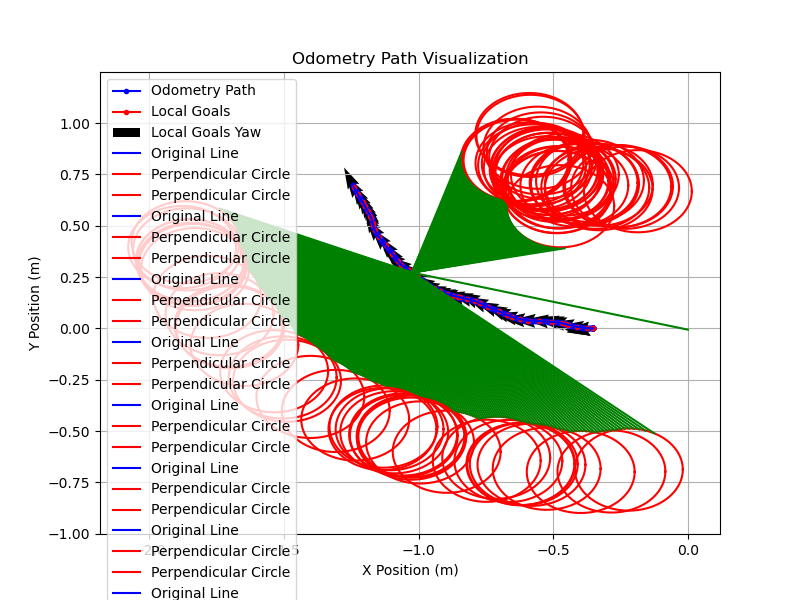 Odometry Path Visualization
Odometry Path
Local Goals
Local Goals Yaw
Original Line
Perpendicular Circle
Perpendicular Circle
Original Line
Perpendicular Circle
Perpendicular Circle
Original Line
Perpendicular Circle
Perpendicular Circle
Original Line
Perpendicular Circle
Perpendicular Circle
Original Line
Perpendicular Circle
Perpendicular Circle
Original Line
Perpendicular Circle
Perpendicular Circle
Original Line
Perpendicular Circle
Perpendicular Circle
Original Line
Y Position (m)
1.00
0.75
0.50
0.25
0.00
−0.25
−0.50
−0.75
−1.00
−1.0
−0.5
0.0
X Position (m)